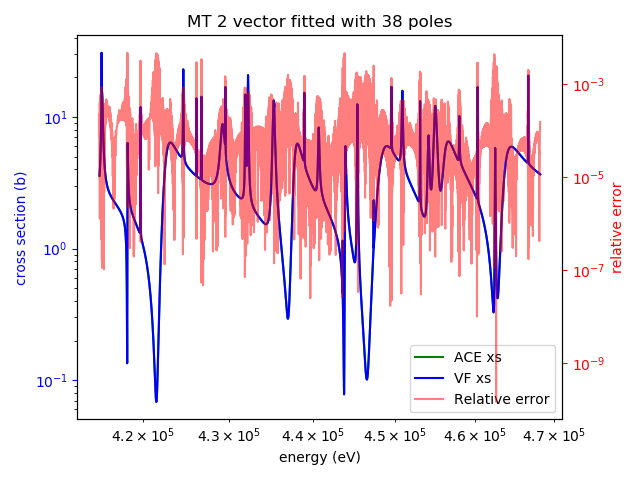 MT 2 vector fitted with 38 poles
10¹
10⁰
10⁻¹
cross section (b)
10⁻³
10⁻⁵
10⁻⁷
10⁻⁹
relative error
ACE xs
VF xs
Relative error
4.2 × 10⁵ 4.3 × 10⁵ 4.4 × 10⁵ 4.5 × 10⁵ 4.6 × 10⁵ 4.7 × 10⁵
energy (eV)